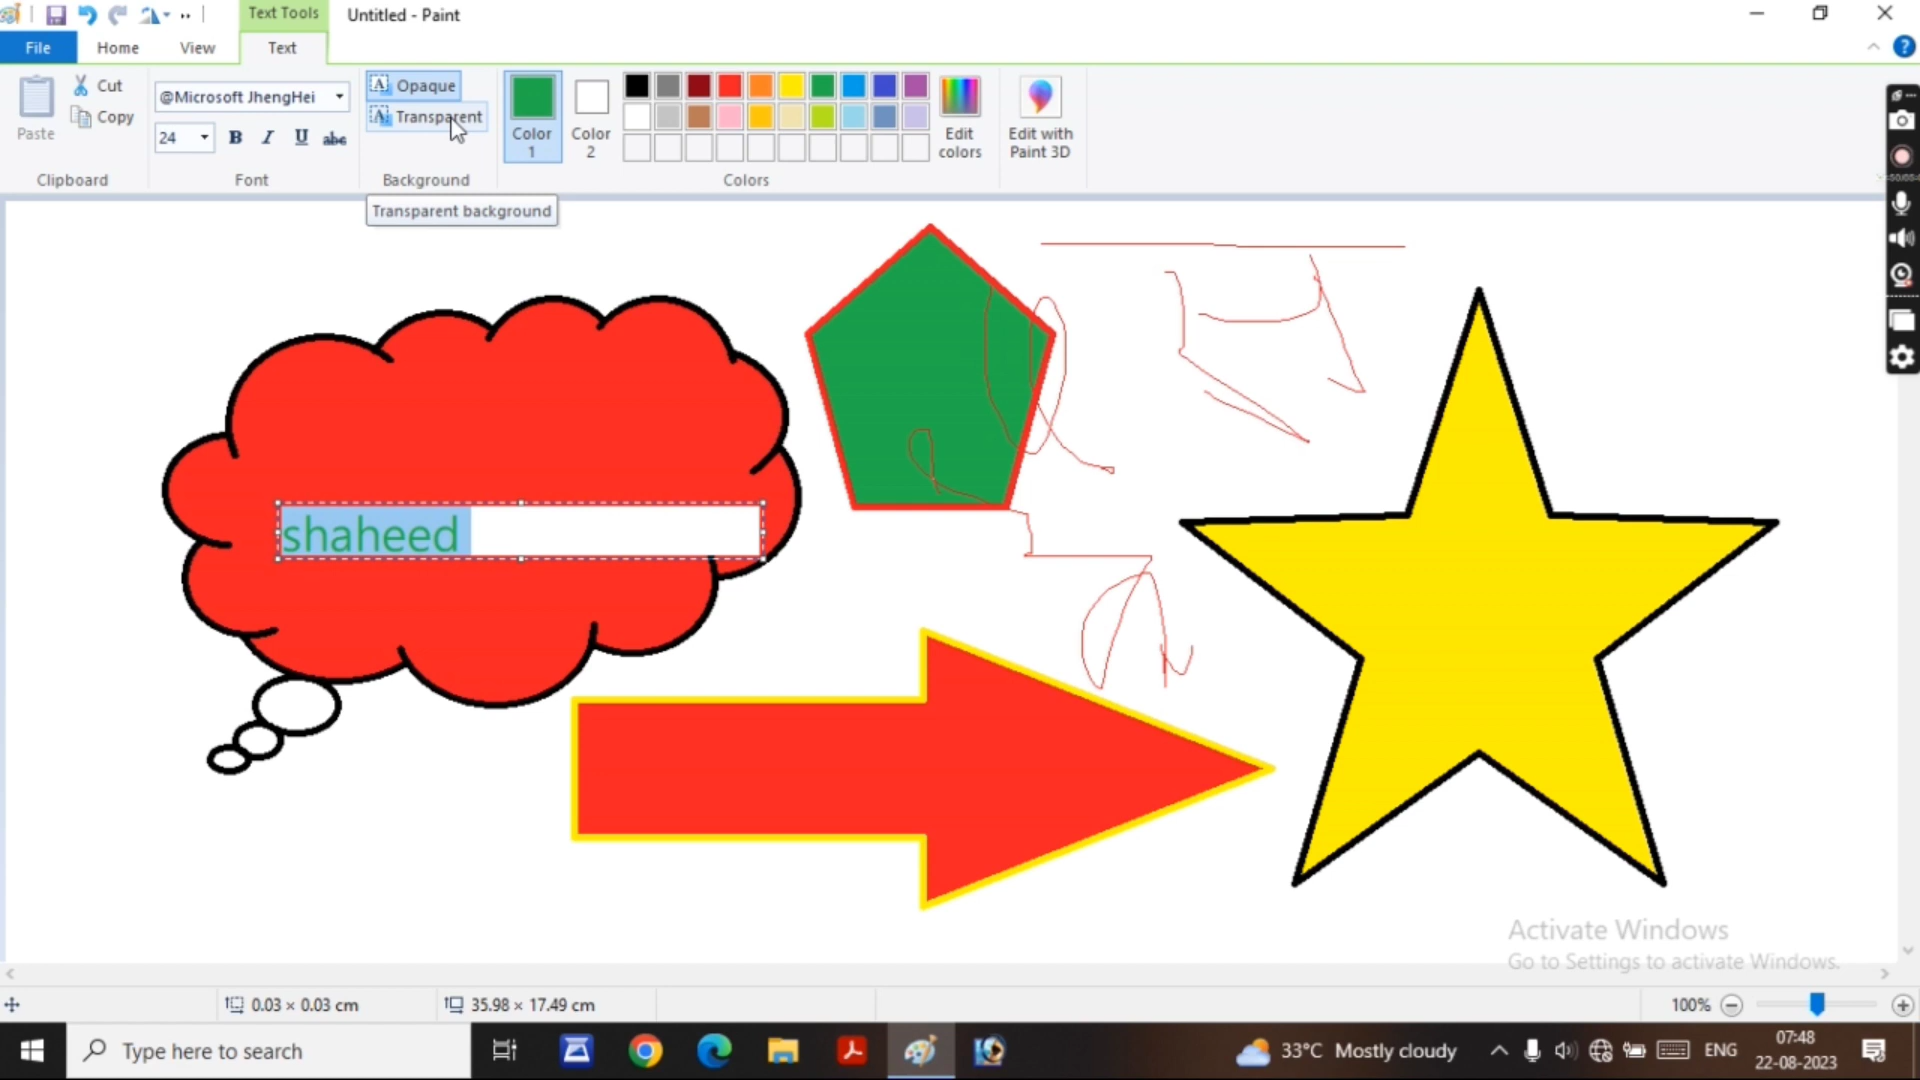 Text Tools
Untitled - Paint
File
Home
View
Text
Paste
Cut
Copy
Clipboard
@Microsoft JhengHei
24
B
I
U
abc
Font
Opaque
Transparent
Background
Color
1
Color
2
Colors
Edit
colors
Edit with
Paint 3D
Transparent background
shaheed
Activate Windows
Go to Settings to activate Windows.
0.03 × 0.03 cm
35.98 × 17.49 cm
100%
Type here to search
33°C Mostly cloudy
ENG
07:48
22-08-2023